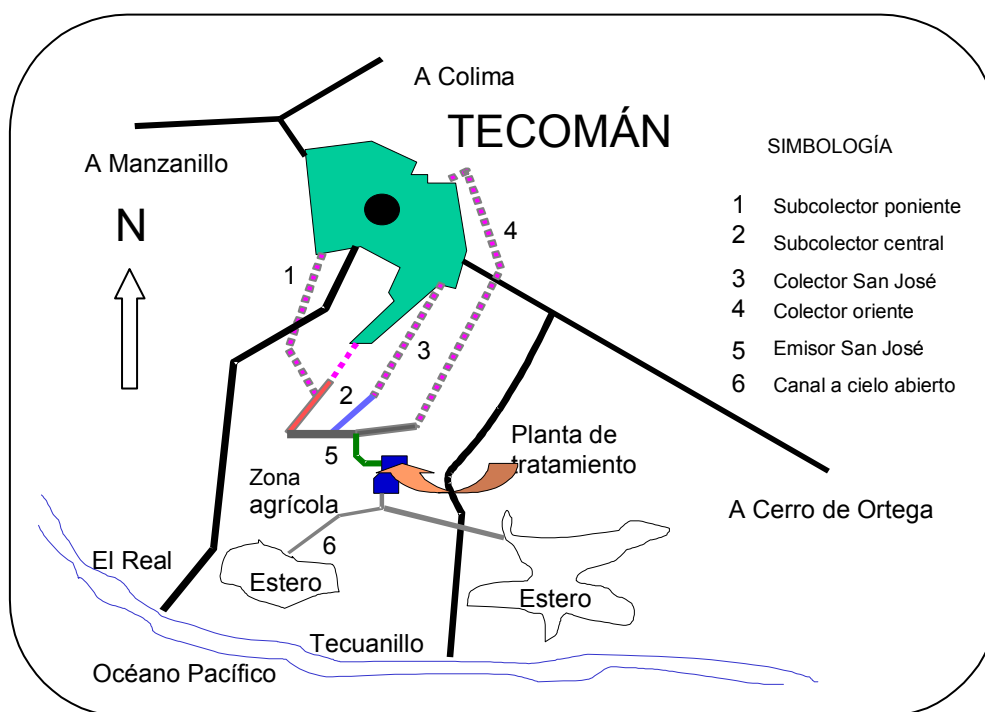 A Colima
TECOMÁN
A Manzanillo
SIMBOLOGÍA
N
1 Subcolector poniente
2 Subcolector central
3 Colector San José
4 Colector oriente
5 Emisor San José
6 Canal a cielo abierto
4
1
3
2
5
Planta de
tratamiento
Zona
agrícola
A Cerro de Ortega
6
El Real
Estero
Estero
Tecuanillo
Océano Pacífico